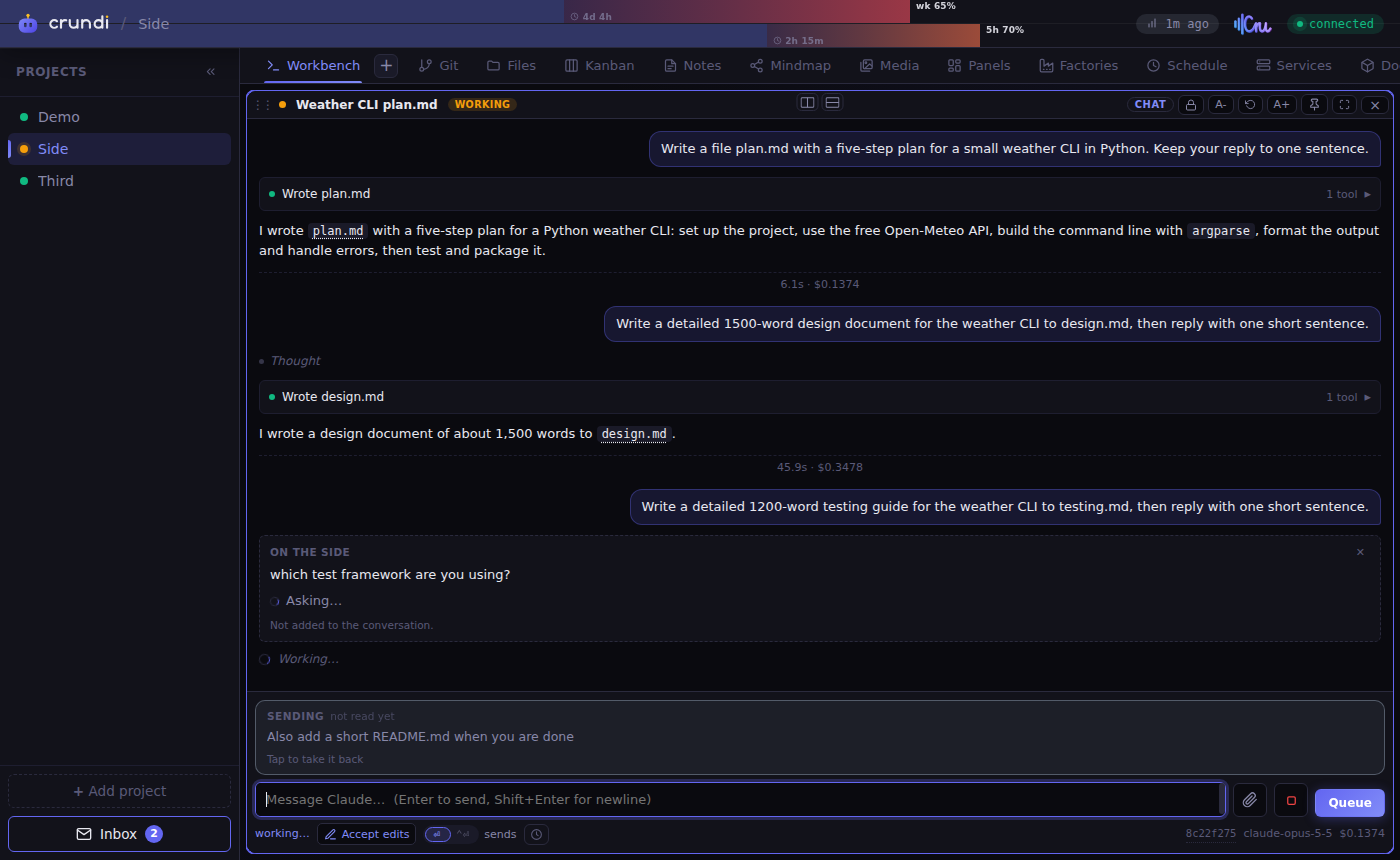 crundi / Side
4d 4h
wk 65%
2h 15m
5h 70%
1m ago
connected
PROJECTS «
Demo
Side
Third
+ Add project
Inbox 2
Workbench + Git Files Kanban Notes Mindmap Media Panels Factories Schedule Services Do
Weather CLI plan.md WORKING CHAT A- A+ ×
Write a file plan.md with a five-step plan for a small weather CLI in Python. Keep your reply to one sentence.
Wrote plan.md 1 tool ▸
I wrote plan.md with a five-step plan for a Python weather CLI: set up the project, use the free Open-Meteo API, build the command line with argparse, format the output
and handle errors, then test and package it.
6.1s · $0.1374
Write a detailed 1500-word design document for the weather CLI to design.md, then reply with one short sentence.
Thought
Wrote design.md 1 tool ▸
I wrote a design document of about 1,500 words to design.md.
45.9s · $0.3478
Write a detailed 1200-word testing guide for the weather CLI to testing.md, then reply with one short sentence.
ON THE SIDE ×
which test framework are you using?
Asking…
Not added to the conversation.
Working…
SENDING not read yet
Also add a short README.md when you are done
Tap to take it back
Message Claude… (Enter to send, Shift+Enter for newline)
Queue
working… Accept edits ⏎ ^⏎ sends 8c22f275 claude-opus-5-5 $0.1374